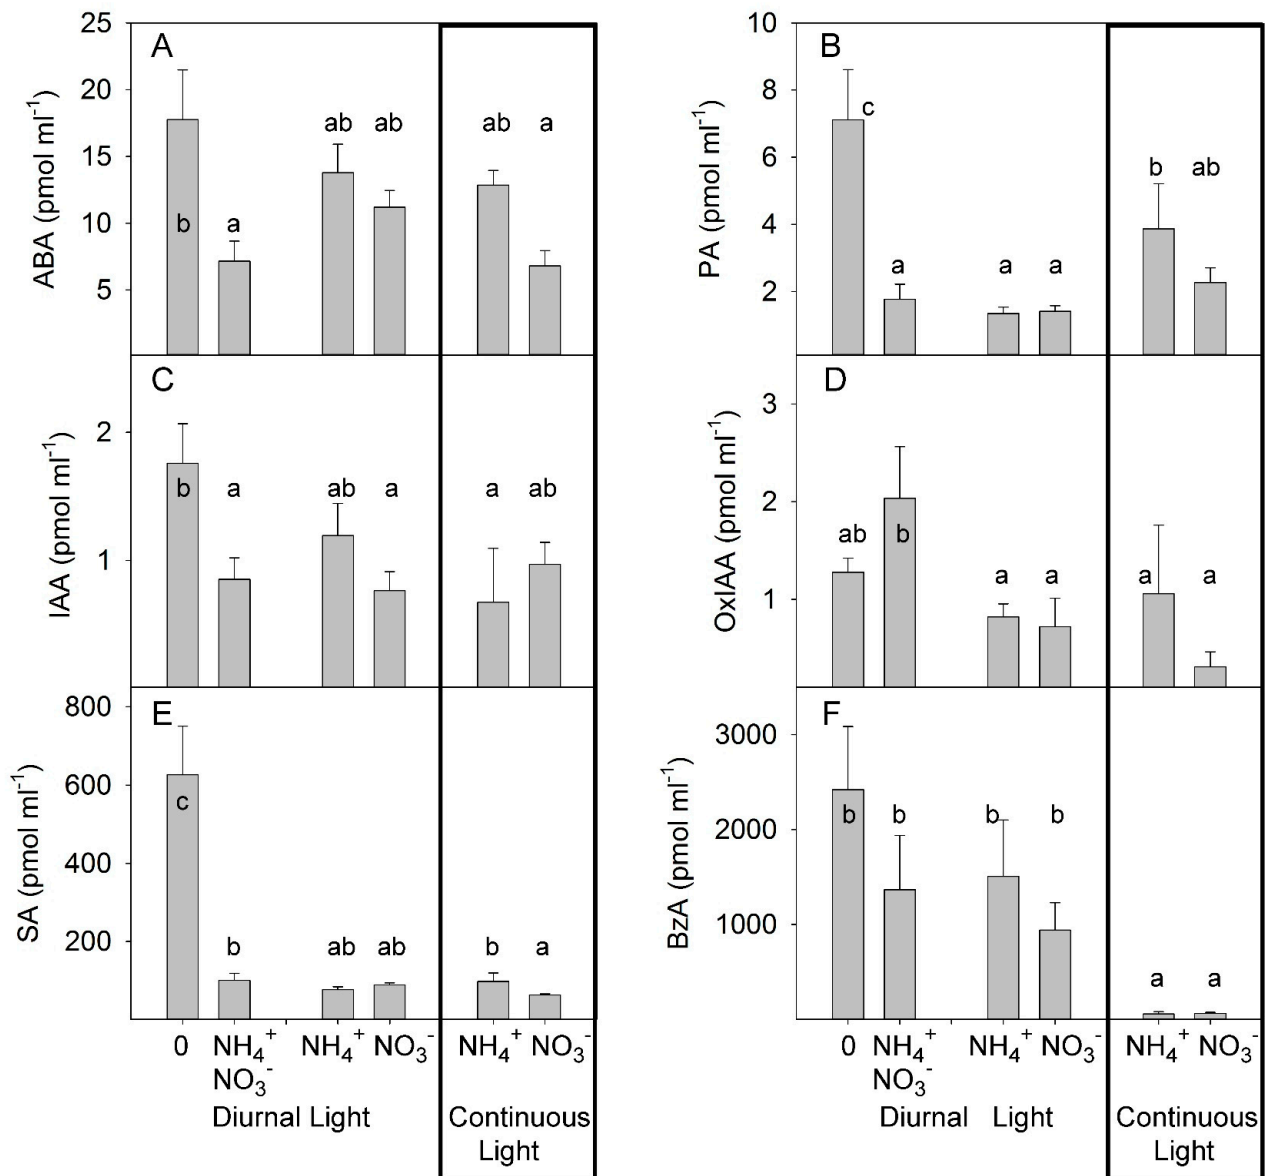 A
ABA (pmol ml⁻¹)
25
20
15
10
5
b
a
ab
ab
ab
a
B
PA (pmol ml⁻¹)
10
8
6
4
2
c
a
a
a
b
ab
C
IAA (pmol ml⁻¹)
2
1
b
a
ab
a
a
ab
D
OxIAA (pmol ml⁻¹)
3
2
1
ab
b
a
a
a
a
E
SA (pmol ml⁻¹)
800
600
400
200
c
b
ab
ab
b
a
F
BzA (pmol ml⁻¹)
3000
2000
1000
b
b
b
b
a
a
0 NH₄⁺ NH₄⁺ NO₃⁻ NH₄⁺ NO₃⁻
NO₃⁻
Diurnal Light
Continuous
Light
0 NH₄⁺ NH₄⁺ NO₃⁻ NH₄⁺ NO₃⁻
NO₃⁻
Diurnal Light
Continuous
Light